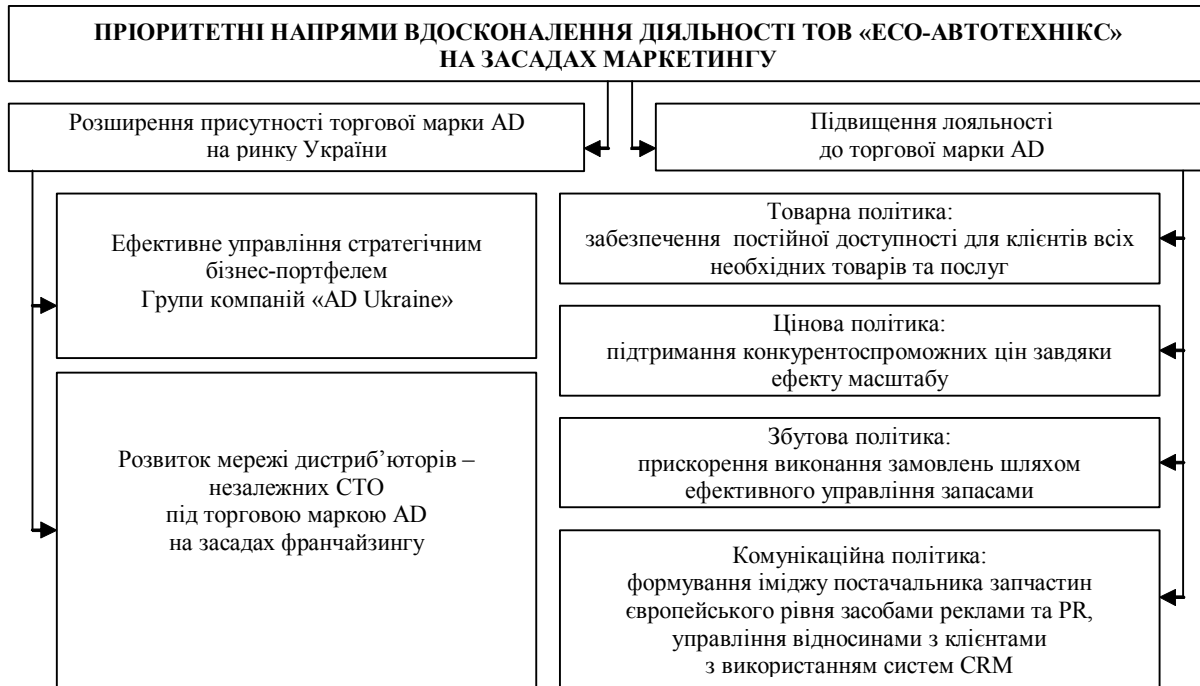 ПРІОРИТЕТНІ НАПРЯМИ ВДОСКОНАЛЕННЯ ДІЯЛЬНОСТІ ТОВ «ЕСО-АВТОТЕХНІКС»
НА ЗАСАДАХ МАРКЕТИНГУ
Розширення присутності торгової марки AD
на ринку України
Ефективне управління стратегічним
бізнес-портфелем
Групи компаній «AD Ukraine»
Розвиток мережі дистриб’юторів –
незалежних СТО
під торговою маркою AD
на засадах франчайзингу
Підвищення лояльності
до торгової марки AD
Товарна політика:
забезпечення постійної доступності для клієнтів всіх
необхідних товарів та послуг
Цінова політика:
підтримання конкурентоспроможних цін завдяки
ефекту масштабу
Збутова політика:
прискорення виконання замовлень шляхом
ефективного управління запасами
Комунікаційна політика:
формування іміджу постачальника запчастин
європейського рівня засобами реклами та PR,
управління відносинами з клієнтами
з використанням систем CRM